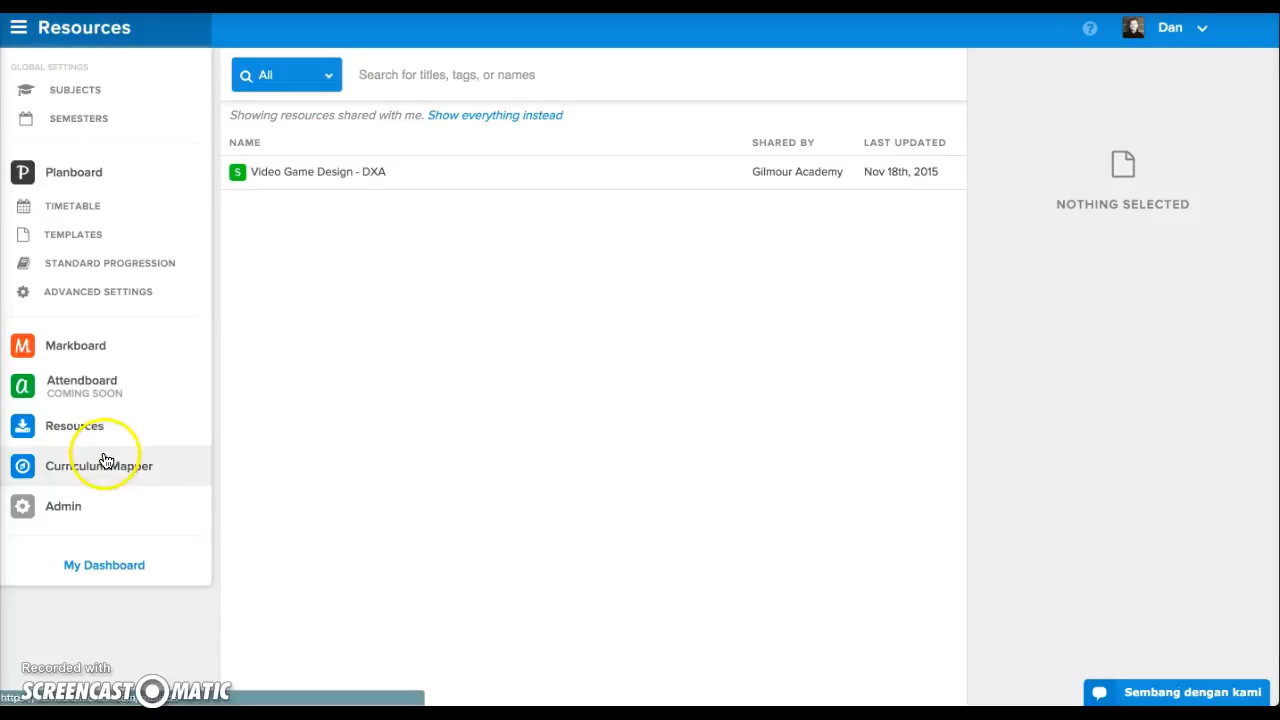 Resources
Dan
GLOBAL SETTINGS
SUBJECTS
SEMESTERS
P Planboard
TIMETABLE
TEMPLATES
STANDARD PROGRESSION
ADVANCED SETTINGS
M Markboard
a Attendboard
COMING SOON
Resources
Curriculum Mapper
Admin
My Dashboard
All
Search for titles, tags, or names
Showing resources shared with me. Show everything instead
NAME SHARED BY LAST UPDATED
S Video Game Design - DXA Gilmour Academy Nov 18th, 2015
NOTHING SELECTED
Recorded with
SCREENCAST MATIC
Sembang dengan kami